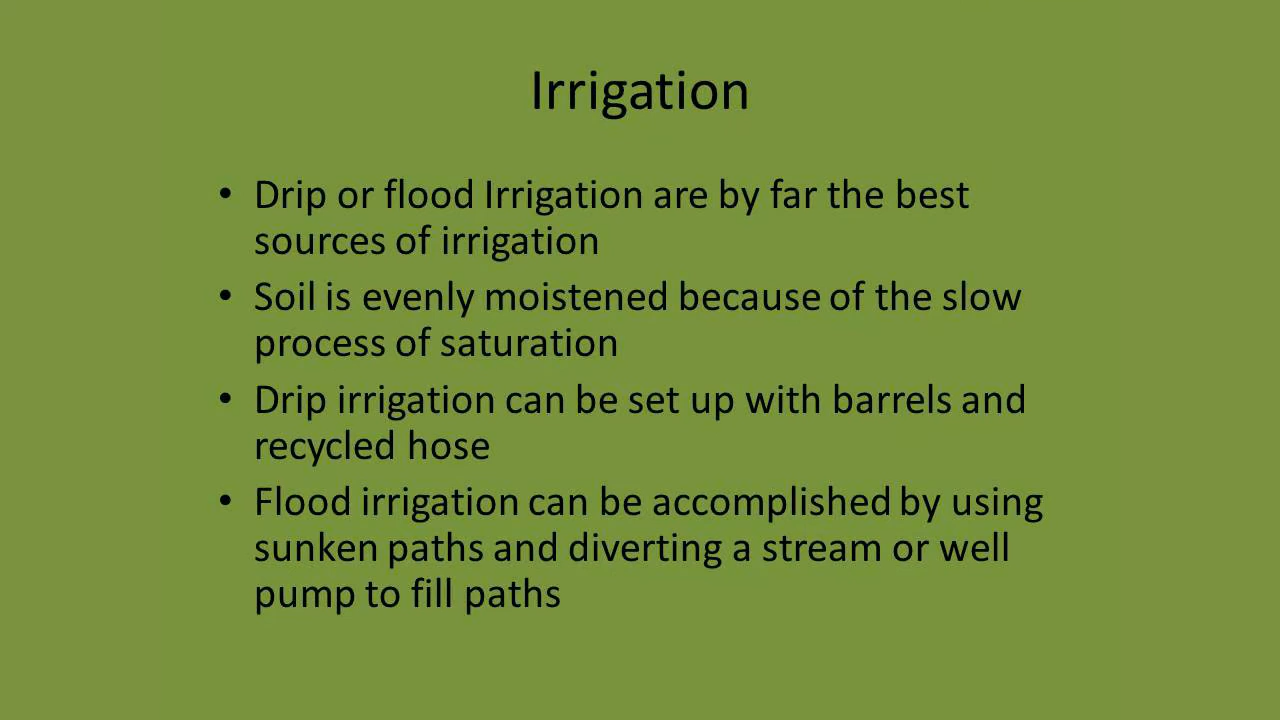 Irrigation
• Drip or flood Irrigation are by far the best
sources of irrigation
• Soil is evenly moistened because of the slow
process of saturation
• Drip irrigation can be set up with barrels and
recycled hose
• Flood irrigation can be accomplished by using
sunken paths and diverting a stream or well
pump to fill paths